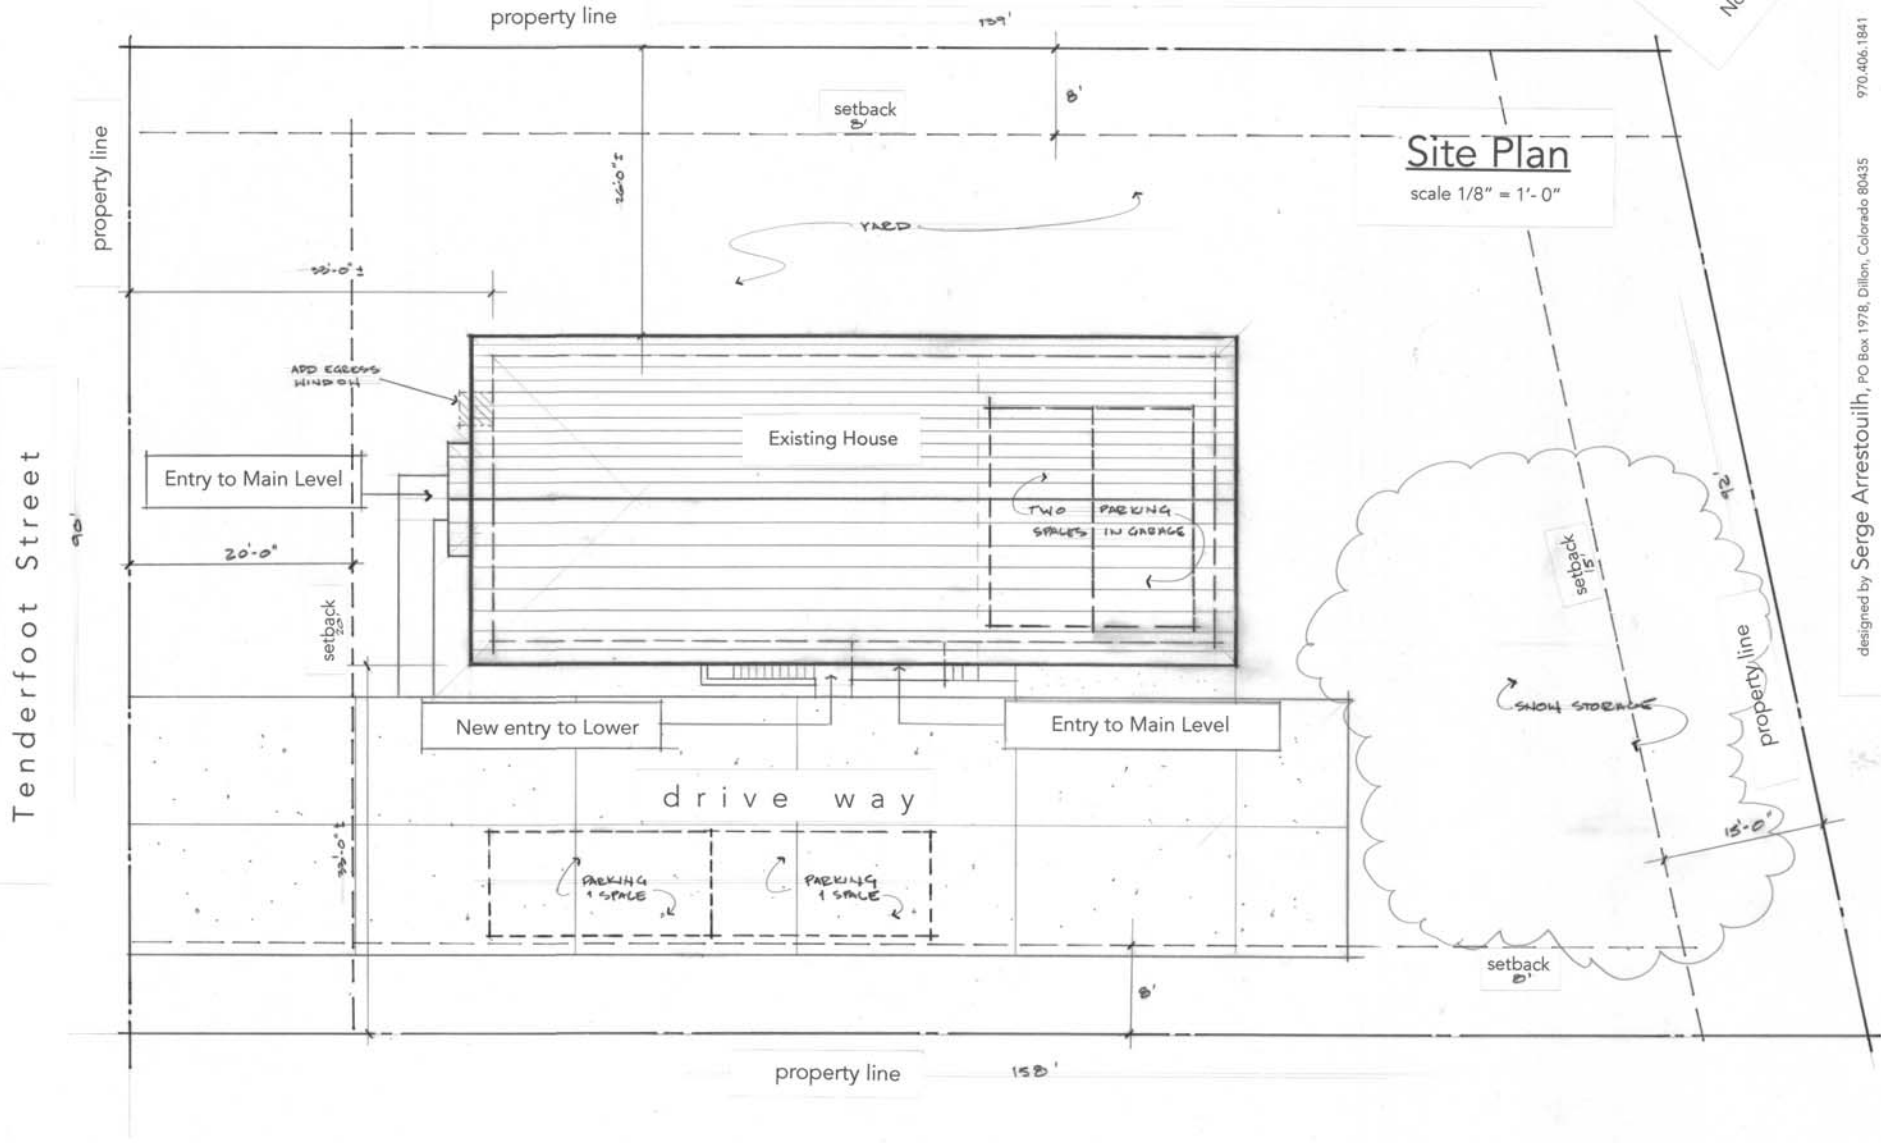 property line
139'
No
8'
setback
8'
property line
26'-0"±
Site Plan
scale 1/8" = 1'- 0"
YARD
33'-0" ±
ADD EGRESS
WINDOW
Existing House
Entry to Main Level
TWO PARKING
SPACES IN GARAGE
20'-0"
setback
20'
Tenderfoot Street
90'
92'
setback
15'
property line
SNOW STORAGE
New entry to Lower
Entry to Main Level
drive way
33'-0" ±
PARKING
1 SPACE
PARKING
1 SPACE
15'-0"
setback
8'
8'
property line
158'
designed by Serge Arrestouilh, PO Box 1978, Dillon, Colorado 80435 970.406.1841